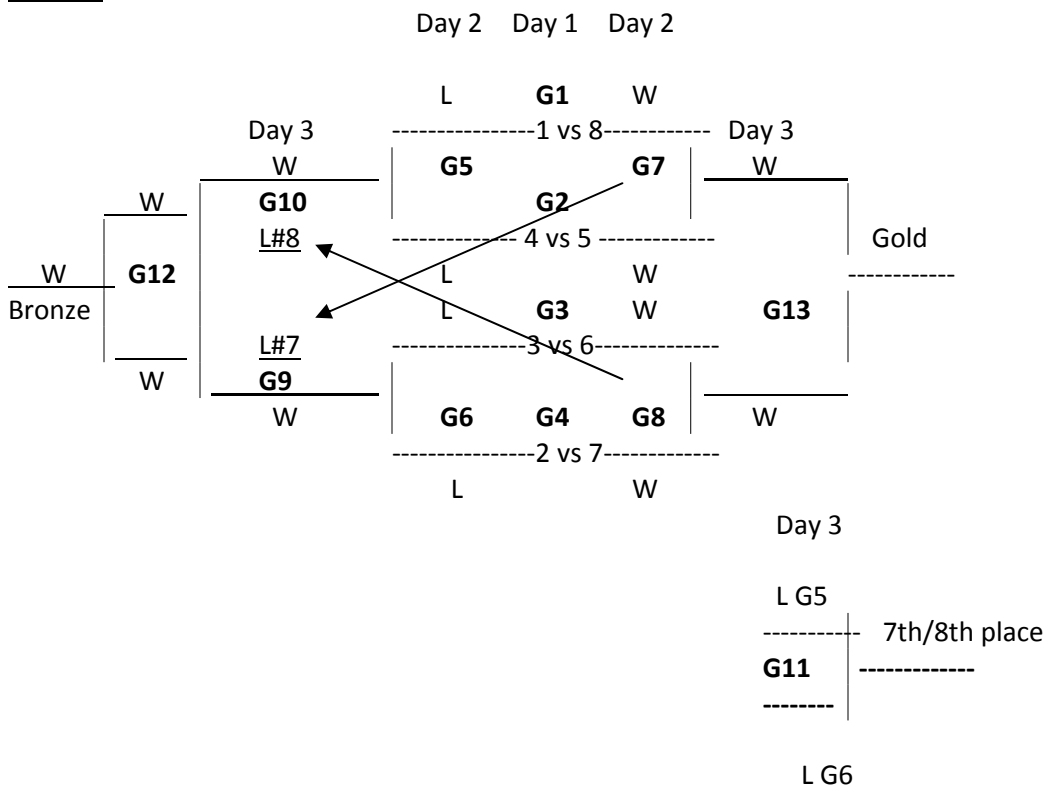 Day 2 Day 1 Day 2
L G1 W
Day 3 ---------------1 vs 8----------- Day 3
W G5 G7 W
W G10 G2
L#8 ------------- 4 vs 5 ------------ Gold
W G12 L W ------------
Bronze L G3 W G13
L#7 --------------3 vs 6-------------
W G9
W G6 G4 G8 W
---------------2 vs 7------------
L W
Day 3
L G5
----------- 7th/8th place
G11 -------------
--------
L G6